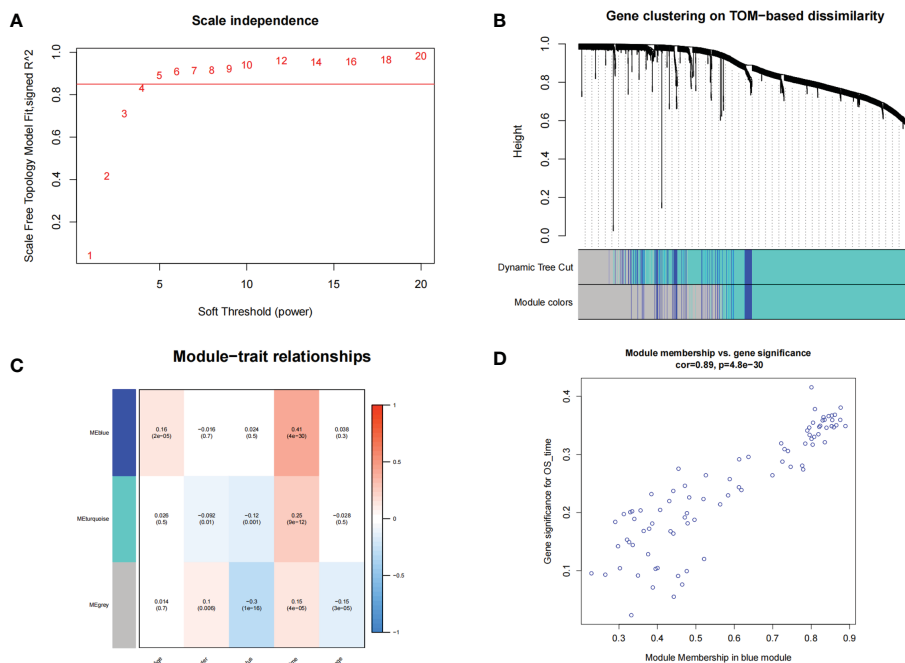 A
Scale independence
Scale Free Topology Model Fit,signed R^2
1.0
0.8
0.6
0.4
0.2
1
2
3
4
5
6
7
8
9
10
12
14
16
18
20
5
10
15
20
Soft Threshold (power)
B
Gene clustering on TOM-based dissimilarity
Height
1.0
0.8
0.6
0.4
0.2
0.0
Dynamic Tree Cut
Module colors
C
Module−trait relationships
MEblue
0.16
(2e−05)
−0.016
(0.7)
0.024
(0.5)
0.41
(4e−30)
0.038
(0.3)
MEturquoise
0.026
(0.5)
−0.092
(0.01)
−0.12
(0.001)
0.25
(9e−12)
−0.028
(0.5)
MEgrey
0.014
(0.7)
0.1
(0.006)
−0.3
(1e−16)
0.15
(4e−05)
−0.15
(3e−05)
1
0.5
0
−0.5
−1
D
Module membership vs. gene significance
cor=0.89, p=4.8e−30
Gene significance for OS_time
0.4
0.3
0.2
0.1
0.3
0.4
0.5
0.6
0.7
0.8
0.9
Module Membership in blue module